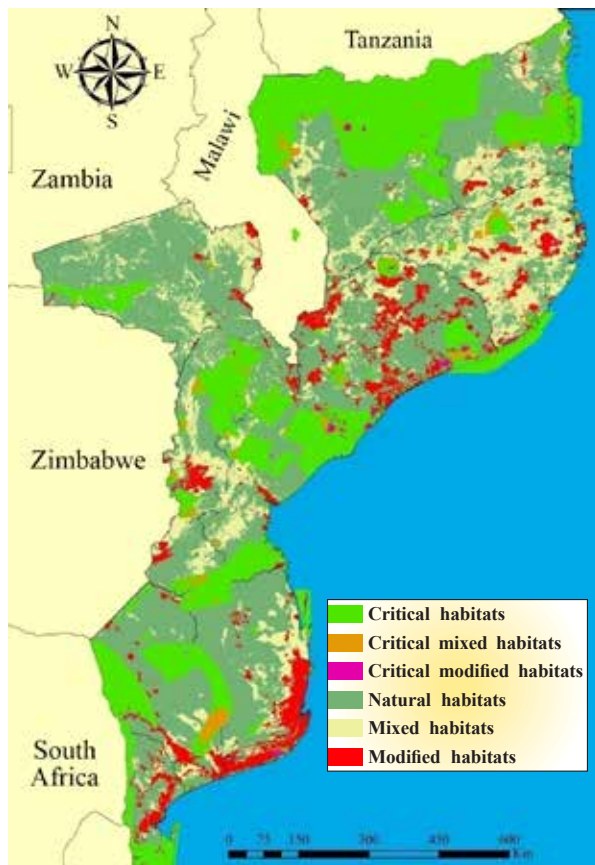 Tanzania
N
W E
S
Malawi
Zambia
Zimbabwe
South
Africa
Critical habitats
Critical mixed habitats
Critical modified habitats
Natural habitats
Mixed habitats
Modified habitats
0 75 150 300 450 600